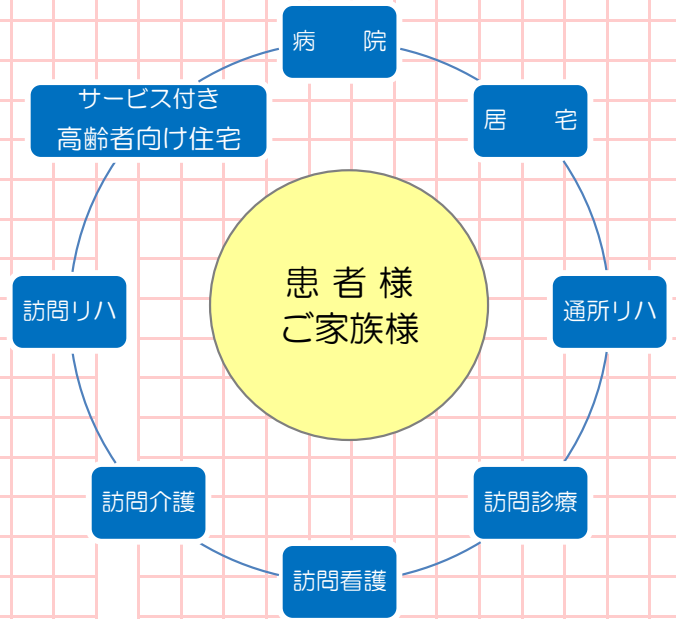 病　院
サービス付き
高齢者向け住宅
居　宅
患者様
ご家族様
訪問リハ
通所リハ
訪問介護
訪問診療
訪問看護